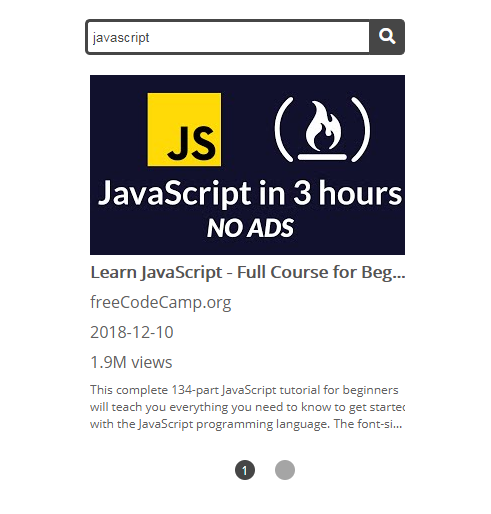 javascript
JS
JavaScript in 3 hours
NO ADS
Learn JavaScript - Full Course for Beg...
freeCodeCamp.org
2018-12-10
1.9M views
This complete 134-part JavaScript tutorial for beginners
will teach you everything you need to know to get started
with the JavaScript programming language. The font-si...
1